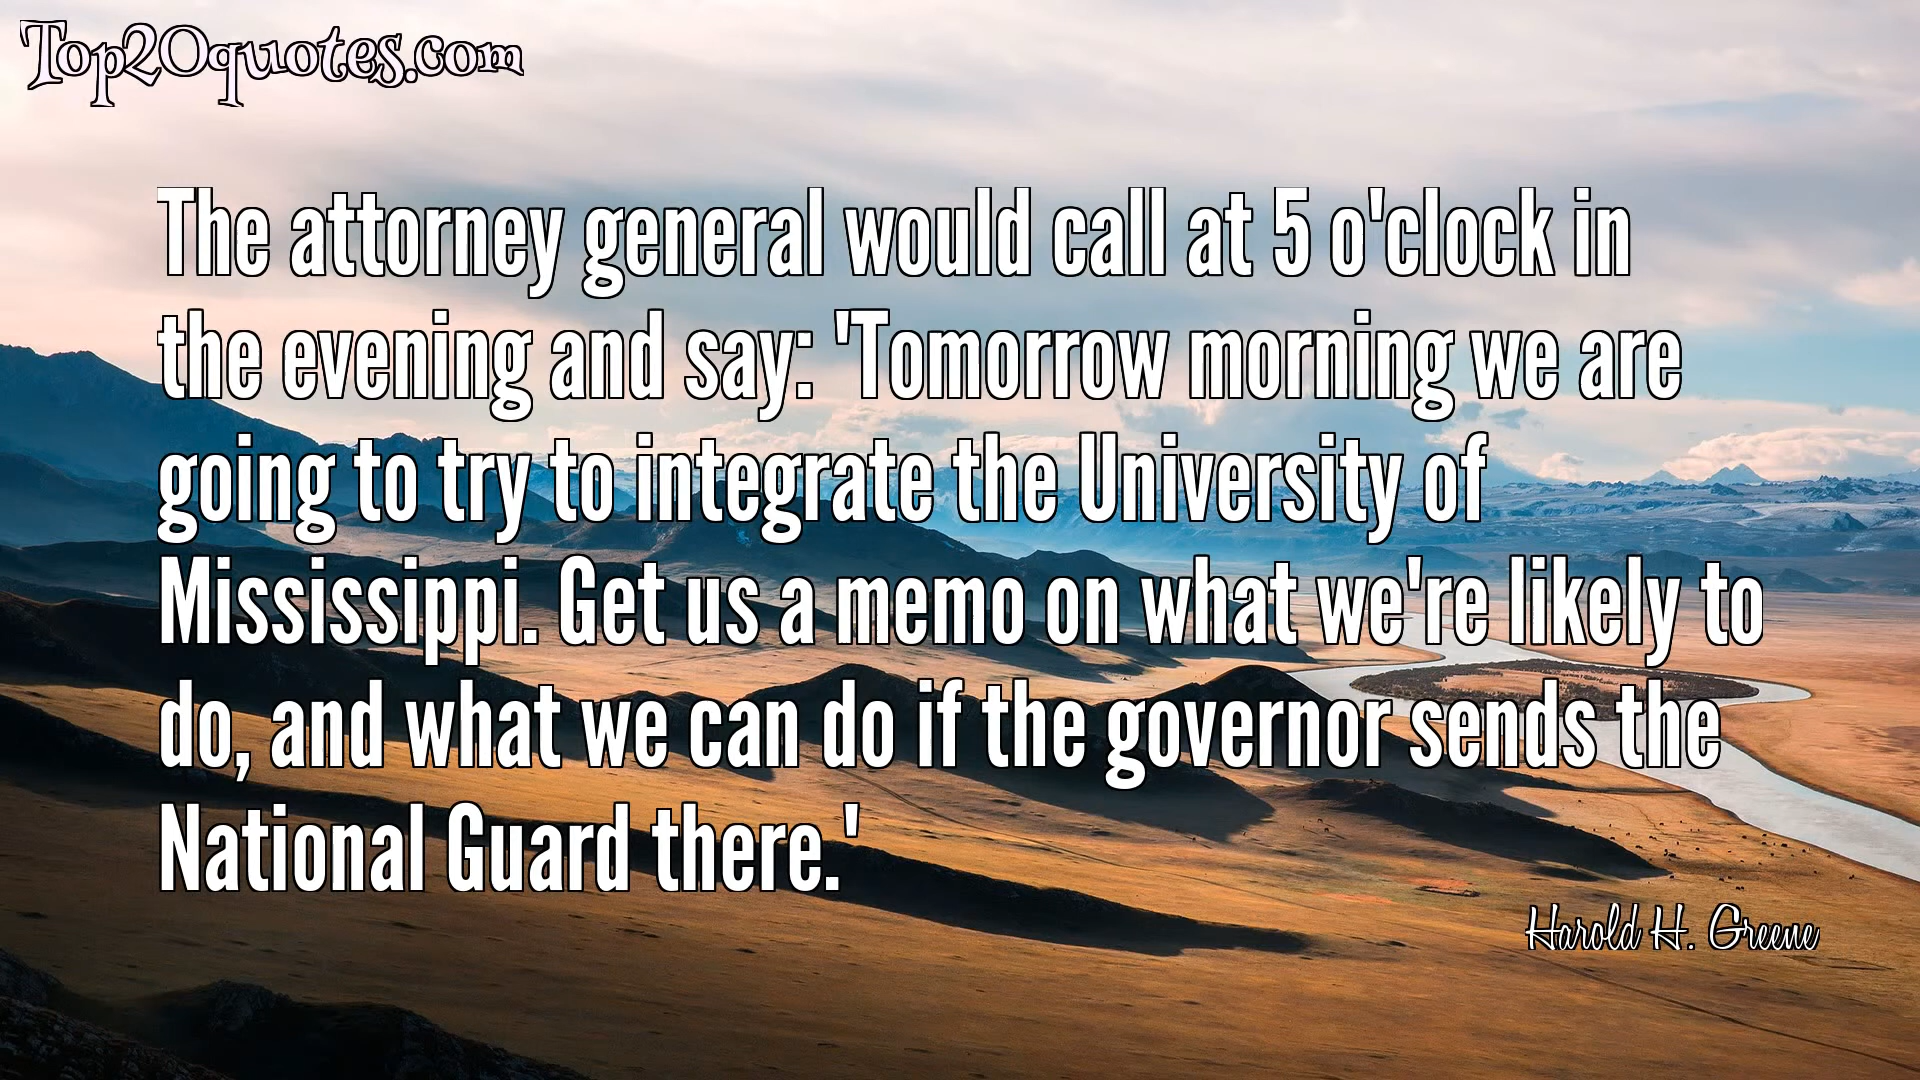 Top20quotes.com
The attorney general would call at 5 o'clock in
the evening and say: 'Tomorrow morning we are
going to try to integrate the University of
Mississippi. Get us a memo on what we're likely to
do, and what we can do if the governor sends the
National Guard there.'
Harold H. Greene